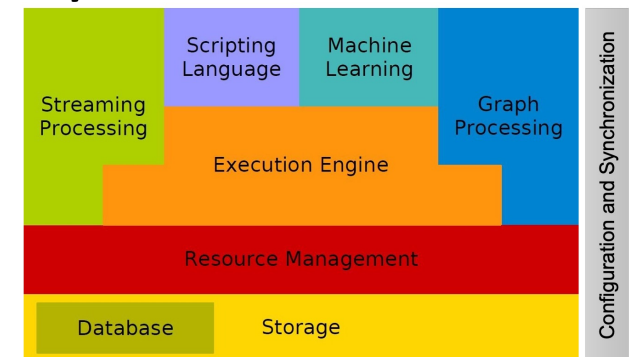 Scripting
Language
Machine
Learning
Streaming
Processing
Graph
Processing
Execution Engine
Resource Management
Database
Storage
Configuration and Synchronization